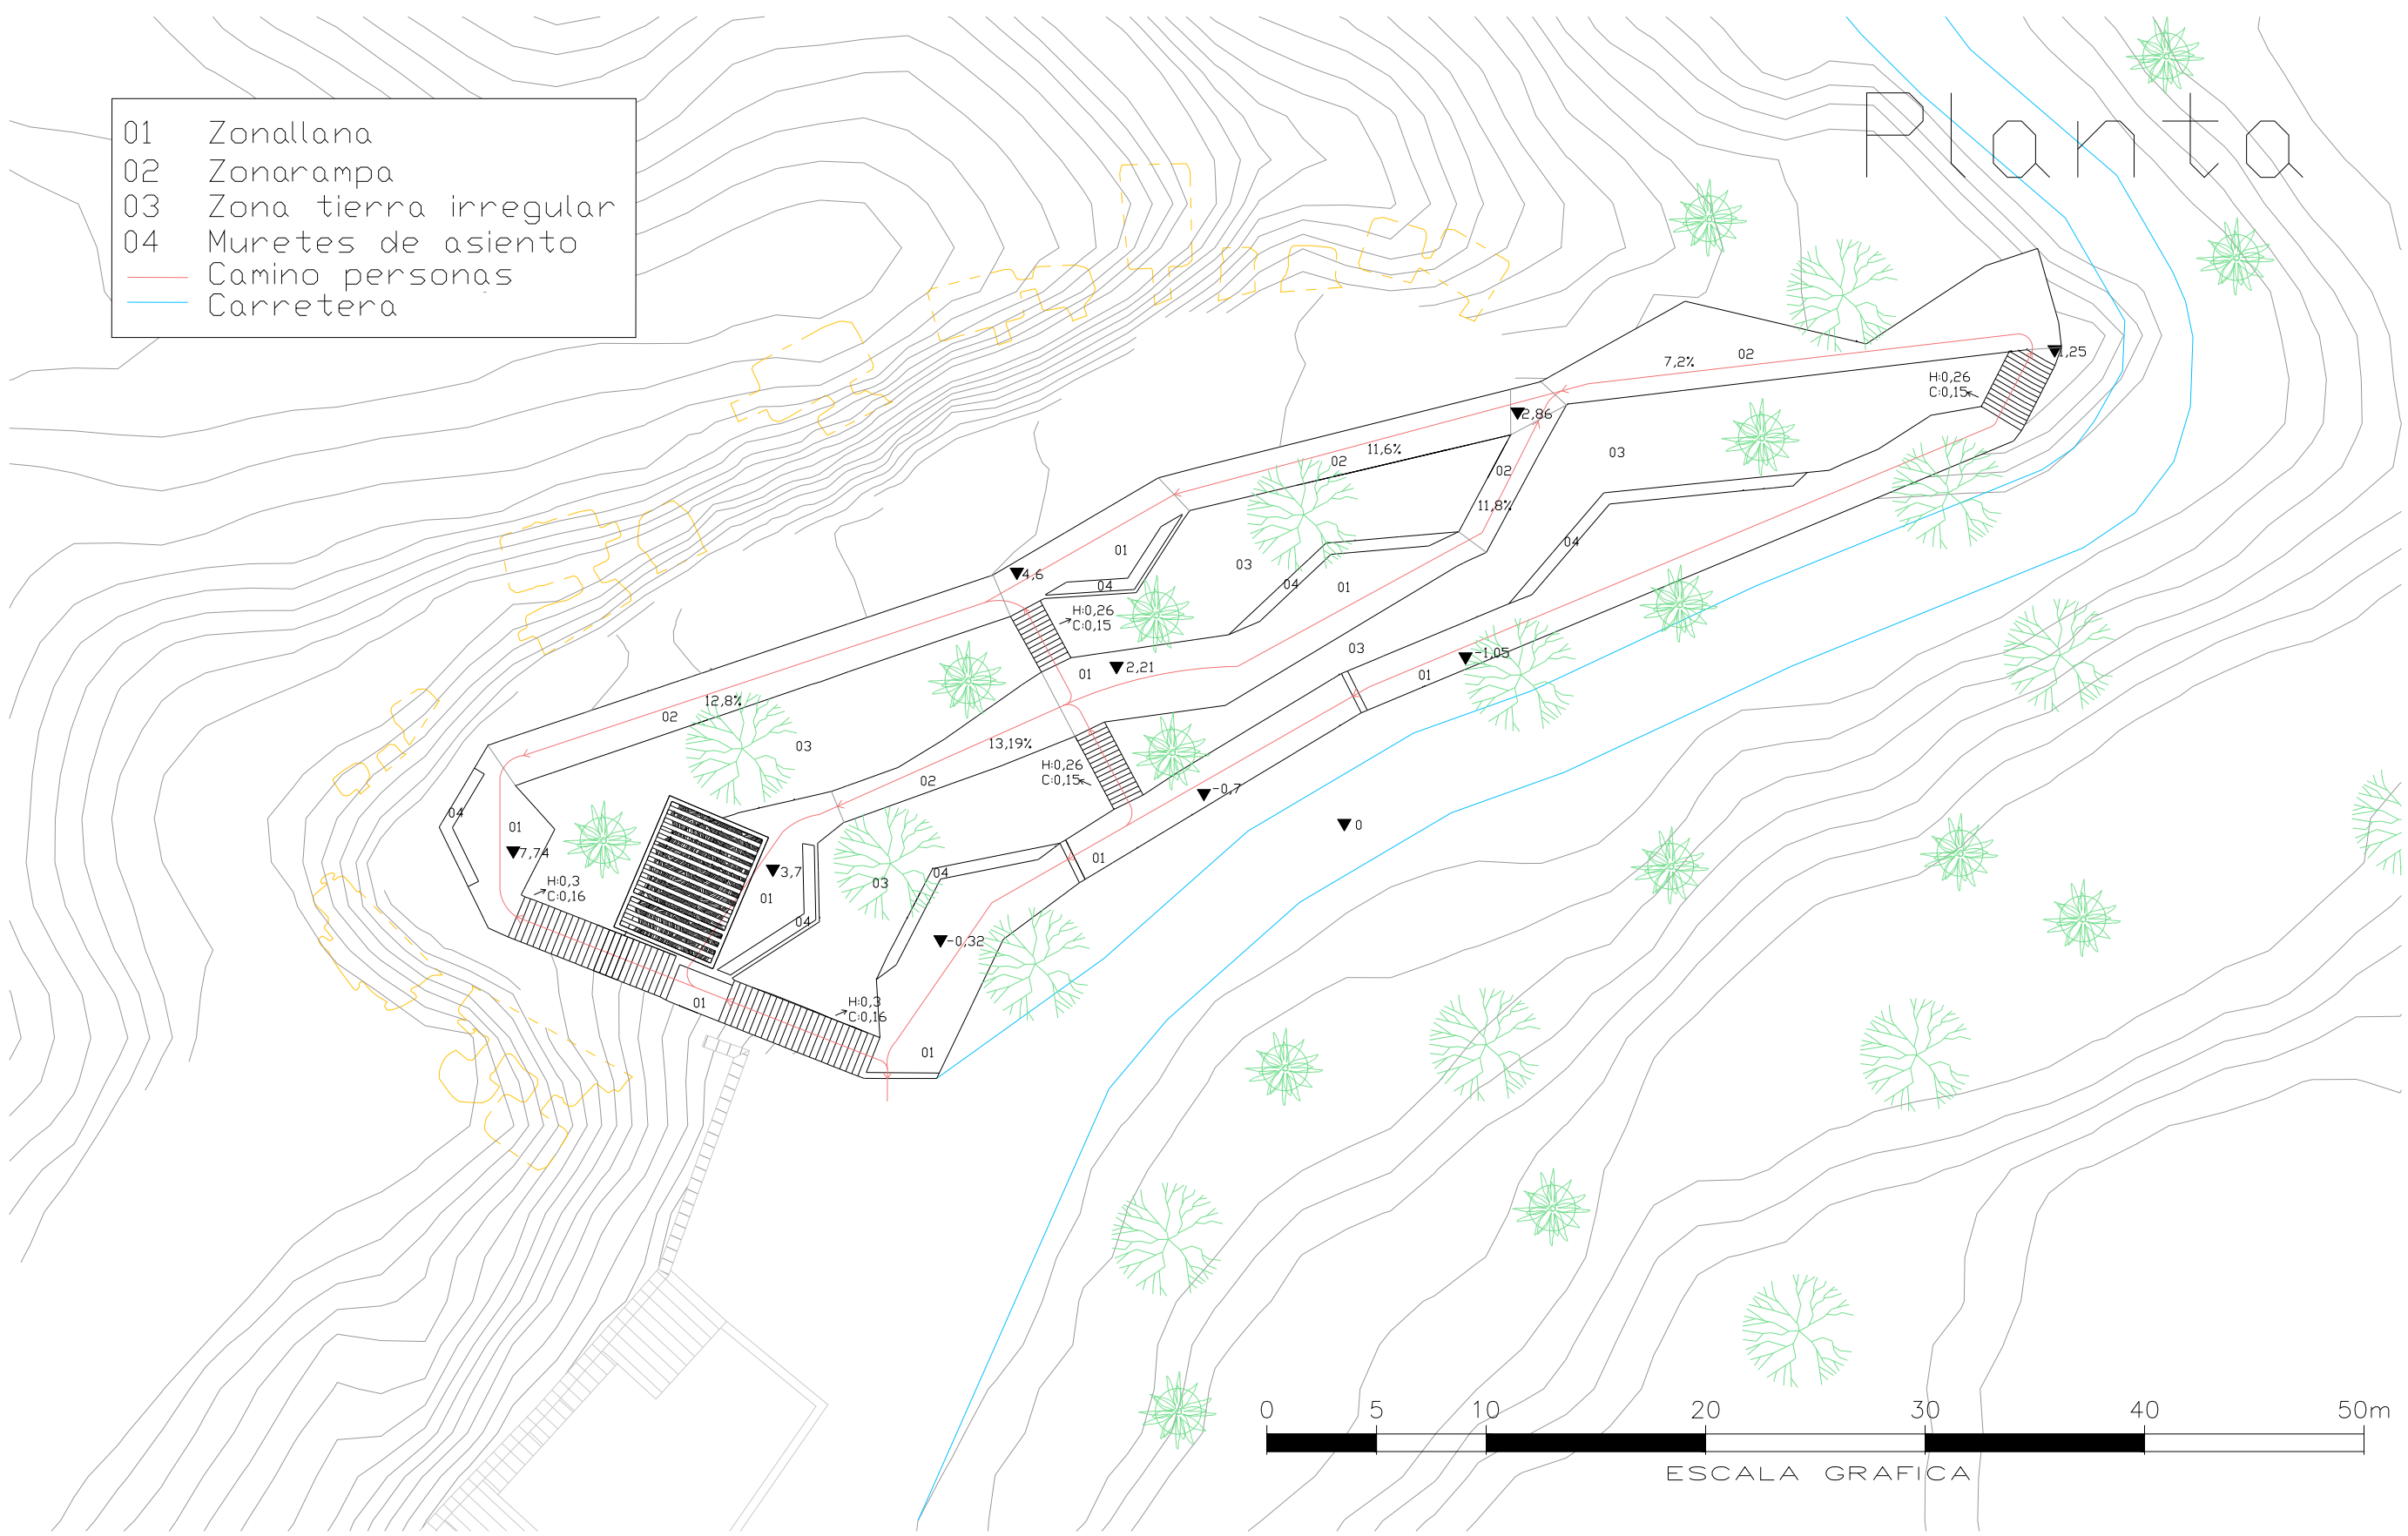 Planta
01 Zonallana
02 Zonarampa
03 Zona tierra irregular
04 Muretes de asiento
Camino personas
Carretera
7,2%
02
1,25
H:0,26
C:0,15
2,86
11,6%
02
03
02
11,8%
04
01
4,6
04
03
04
01
H:0,26
C:0,15
03
-1,05
2,21
01
01
12,8%
02
03
13,19%
02
H:0,26
C:0,15
-0,7
04
01
7,74
0
01
3,7
03
04
H:0,3
C:0,16
01
04
-0,32
01
H:0,3
C:0,16
01
0 5 10 20 30 40 50m
ESCALA GRAFICA